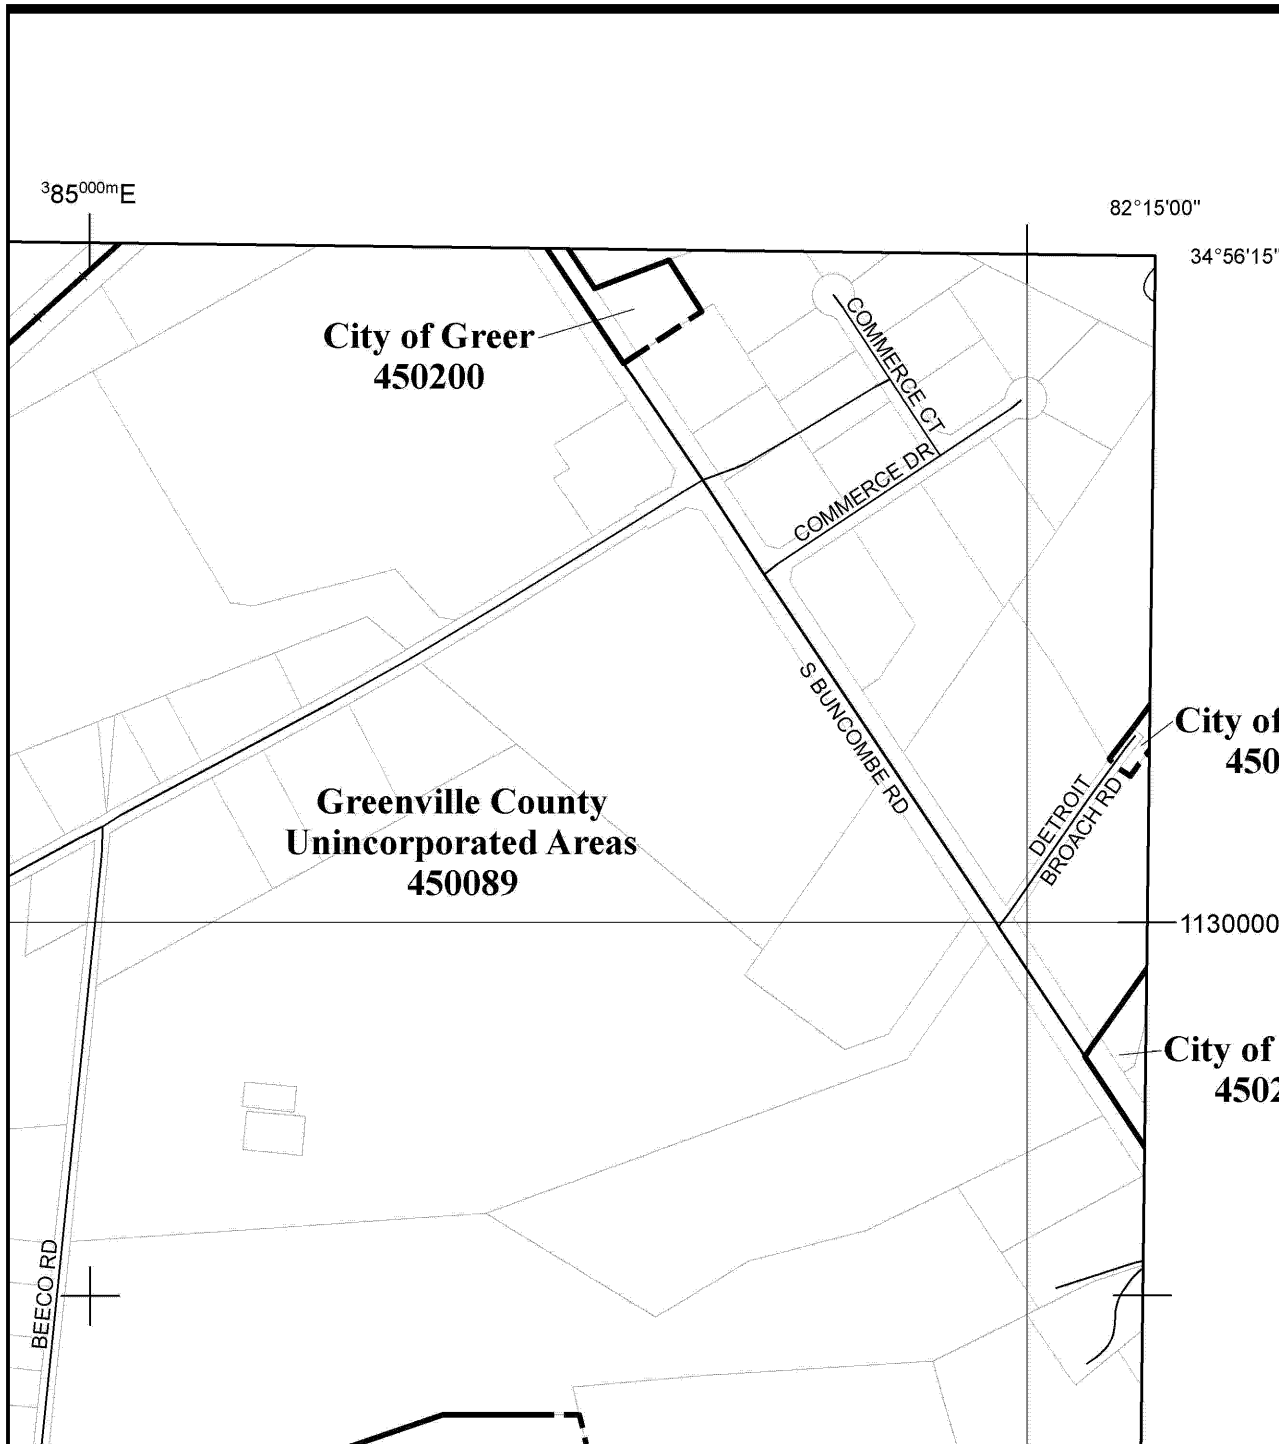 ³85⁰⁰⁰ᵐE
82°15'00"
34°56'15"
City of Greer
450200
COMMERCE CT
COMMERCE DR
S BUNCOMBE RD
City of
450
DETROIT
BROACH RD
Greenville County
Unincorporated Areas
450089
1130000
City of
4502
BEECO RD